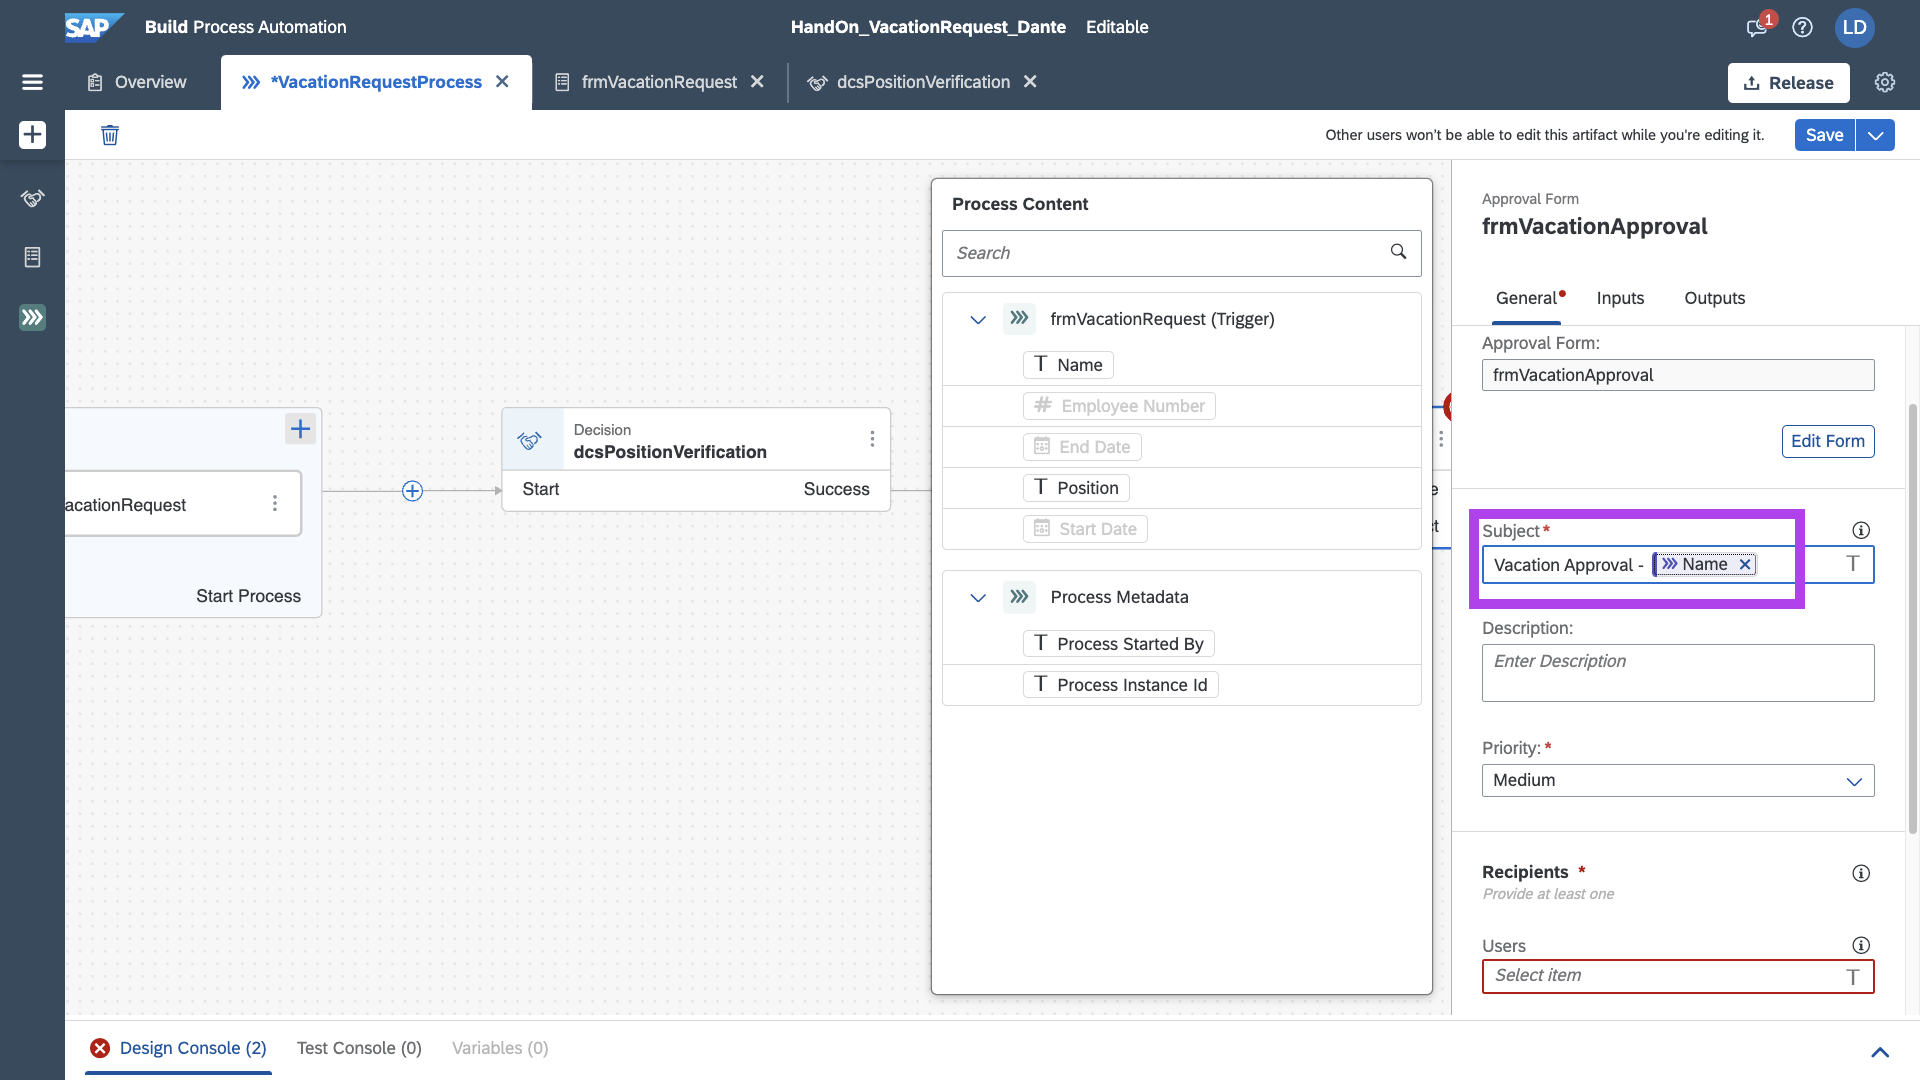 SAP Build Process Automation
HandOn_VacationRequest_Dante Editable
1
LD
Overview
*VacationRequestProcess
frmVacationRequest
dcsPositionVerification
Release
Other users won't be able to edit this artifact while you're editing it.
Save
acationRequest
Start Process
Decision
dcsPositionVerification
Start
Success
Process Content
Search
frmVacationRequest (Trigger)
T Name
# Employee Number
End Date
T Position
Start Date
Process Metadata
T Process Started By
T Process Instance Id
e
t
Approval Form
frmVacationApproval
General Inputs Outputs
Approval Form:
frmVacationApproval
Edit Form
Subject*
Vacation Approval - Name T
Description:
Enter Description
Priority:*
Medium
Recipients *
Provide at least one
Users
Select item T
Design Console (2) Test Console (0) Variables (0)